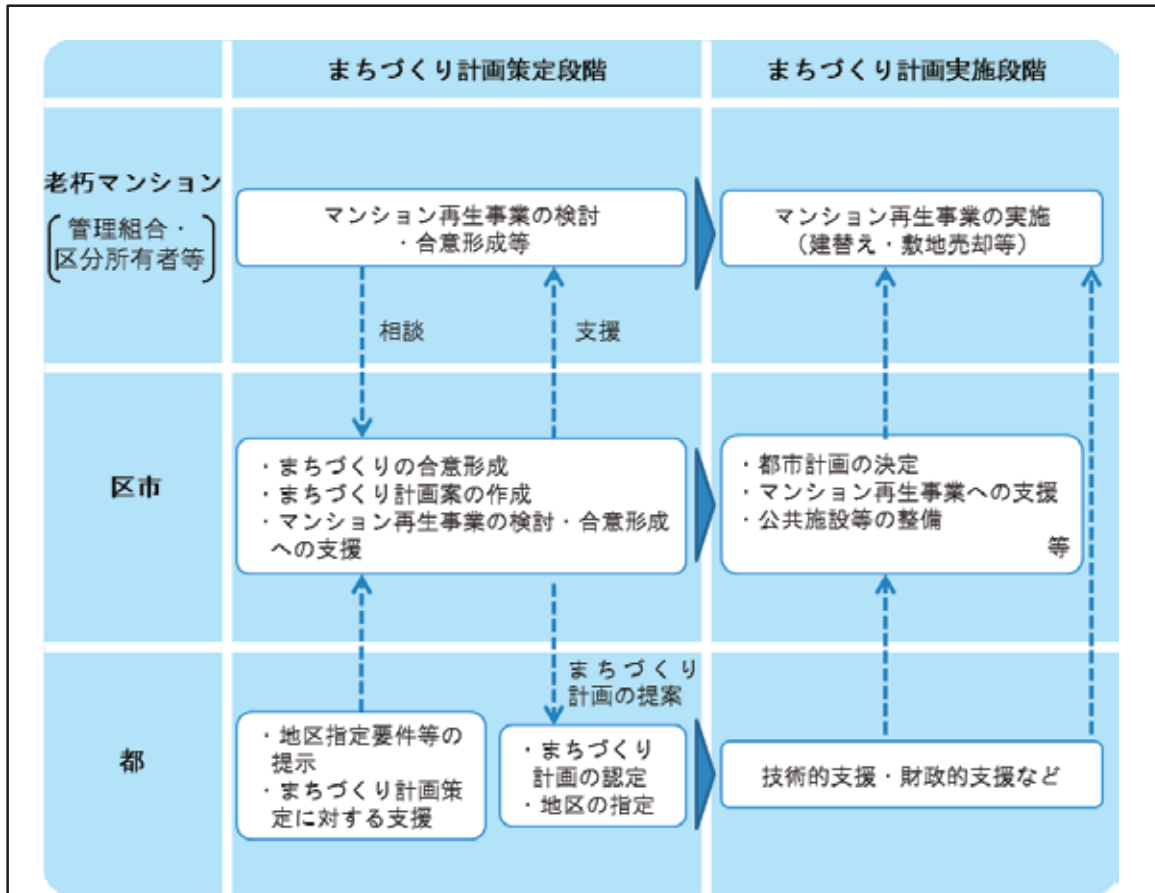 まちづくり計画策定段階
まちづくり計画実施段階
老朽マンション
管理組合・
区分所有者等
マンション再生事業の検討
・合意形成等
マンション再生事業の実施
（建替え・敷地売却等）
相談
支援
区市
・まちづくりの合意形成
・まちづくり計画案の作成
・マンション再生事業の検討・合意形成
への支援
・都市計画の決定
・マンション再生事業への支援
・公共施設等の整備
等
まちづくり
計画の提案
都
・地区指定要件等の
提示
・まちづくり計画策
定に対する支援
・まちづくり
計画の認定
・地区の指定
技術的支援・財政的支援など